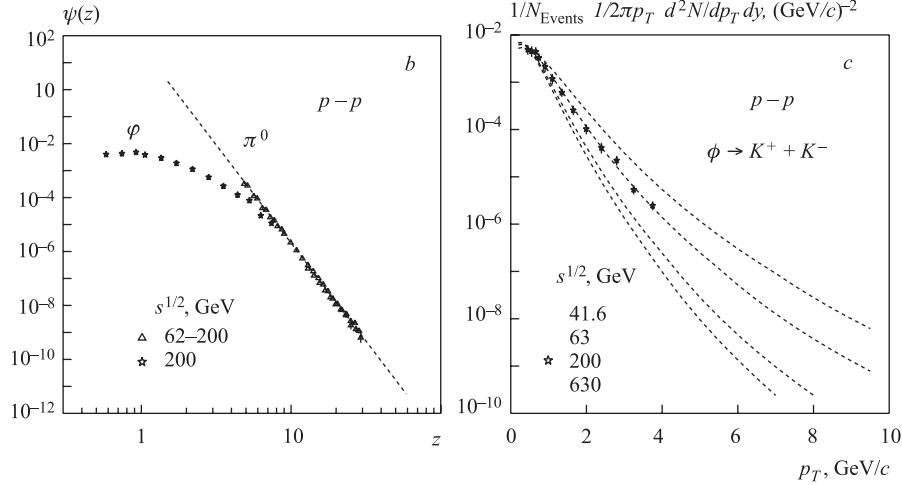 ψ(z)
10²
10
10⁻²
10⁻⁴
10⁻⁶
10⁻⁸
10⁻¹⁰
10⁻¹²
b
p – p
φ
π⁰
s¹/², GeV
62–200
200
1
10
z
1/N_Events 1/2πp_T d²N/dp_T dy, (GeV/c)⁻²
10⁻²
10⁻⁴
10⁻⁶
10⁻⁸
10⁻¹⁰
c
p – p
ϕ → K⁺ + K⁻
s¹/², GeV
41.6
63
200
630
0 2 4 6 8 10
p_T, GeV/c